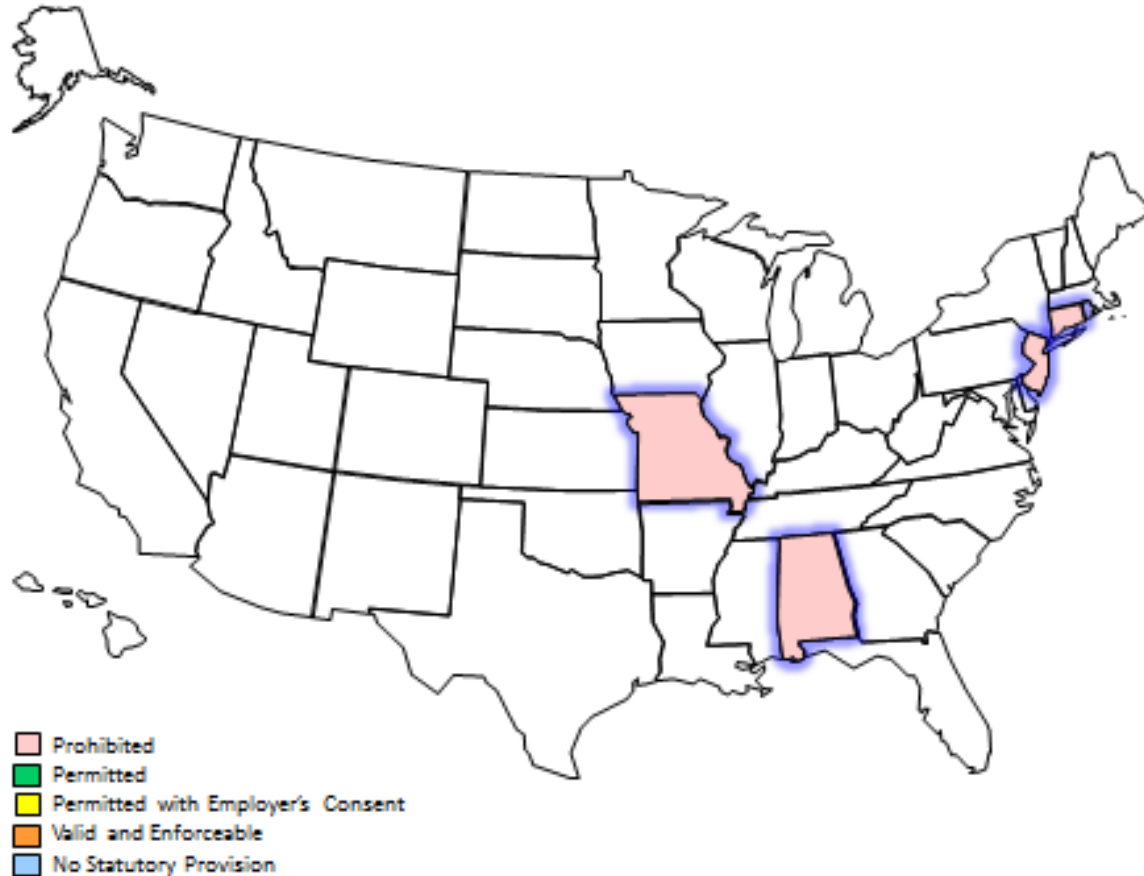 Prohibited
Permitted
Permitted with Employer's Consent
Valid and Enforceable
No Statutory Provision